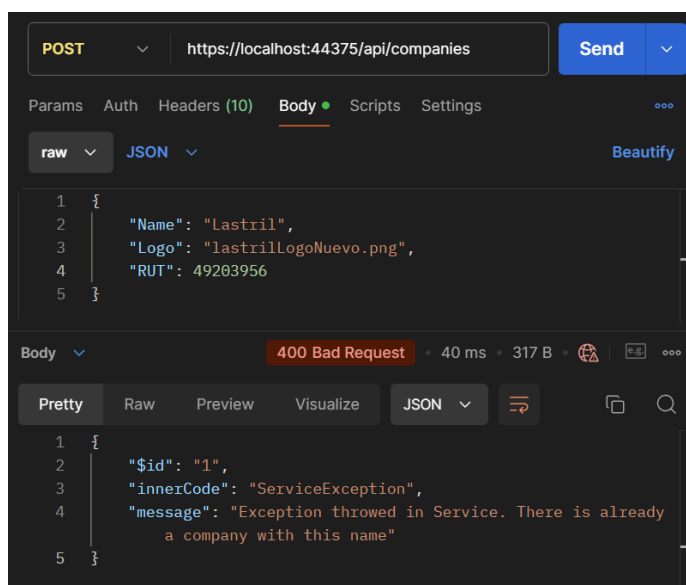 POST https://localhost:44375/api/companies Send
Params Auth Headers (10) Body Scripts Settings
raw JSON Beautify
1 {
2 "Name": "Lastril",
3 "Logo": "lastrilLogoNuevo.png",
4 "RUT": 49203956
5 }
Body 400 Bad Request 40 ms 317 B e.g.
Pretty Raw Preview Visualize JSON
1 {
2 "$id": "1",
3 "innerCode": "ServiceException",
4 "message": "Exception throwed in Service. There is already
a company with this name"
5 }